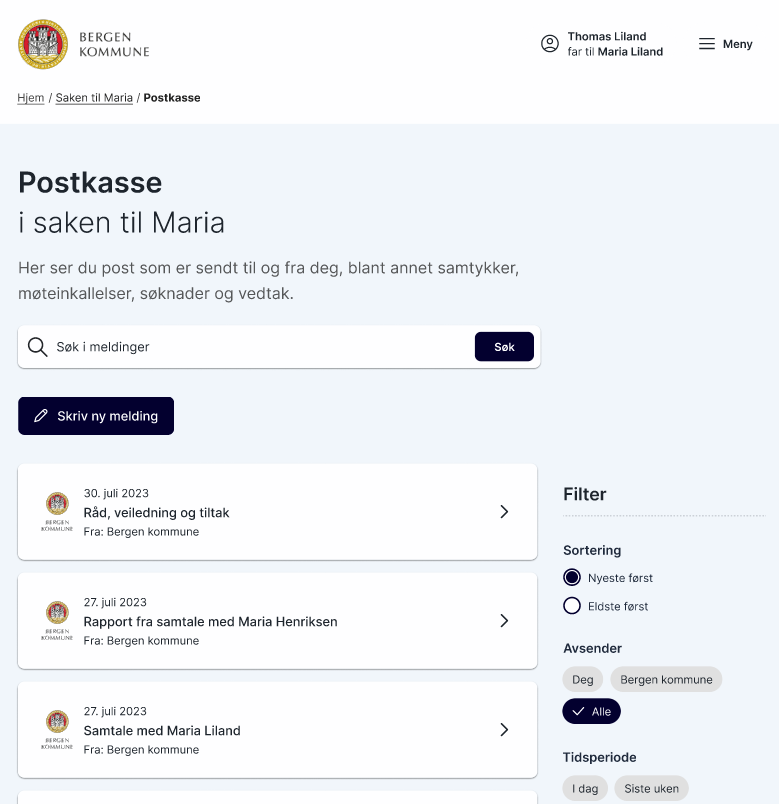 BERGEN
KOMMUNE
Thomas Liland
far til Maria Liland
Meny
Hjem / Saken til Maria / Postkasse
Postkasse
i saken til Maria
Her ser du post som er sendt til og fra deg, blant annet samtykker,
møteinkallelser, søknader og vedtak.
Søk i meldinger
Søk
Skriv ny melding
BERGEN
KOMMUNE
30. juli 2023
Råd, veiledning og tiltak
Fra: Bergen kommune
BERGEN
KOMMUNE
27. juli 2023
Rapport fra samtale med Maria Henriksen
Fra: Bergen kommune
BERGEN
KOMMUNE
27. juli 2023
Samtale med Maria Liland
Fra: Bergen kommune
Filter
Sortering
Nyeste først
Eldste først
Avsender
Deg
Bergen kommune
Alle
Tidsperiode
I dag
Siste uken